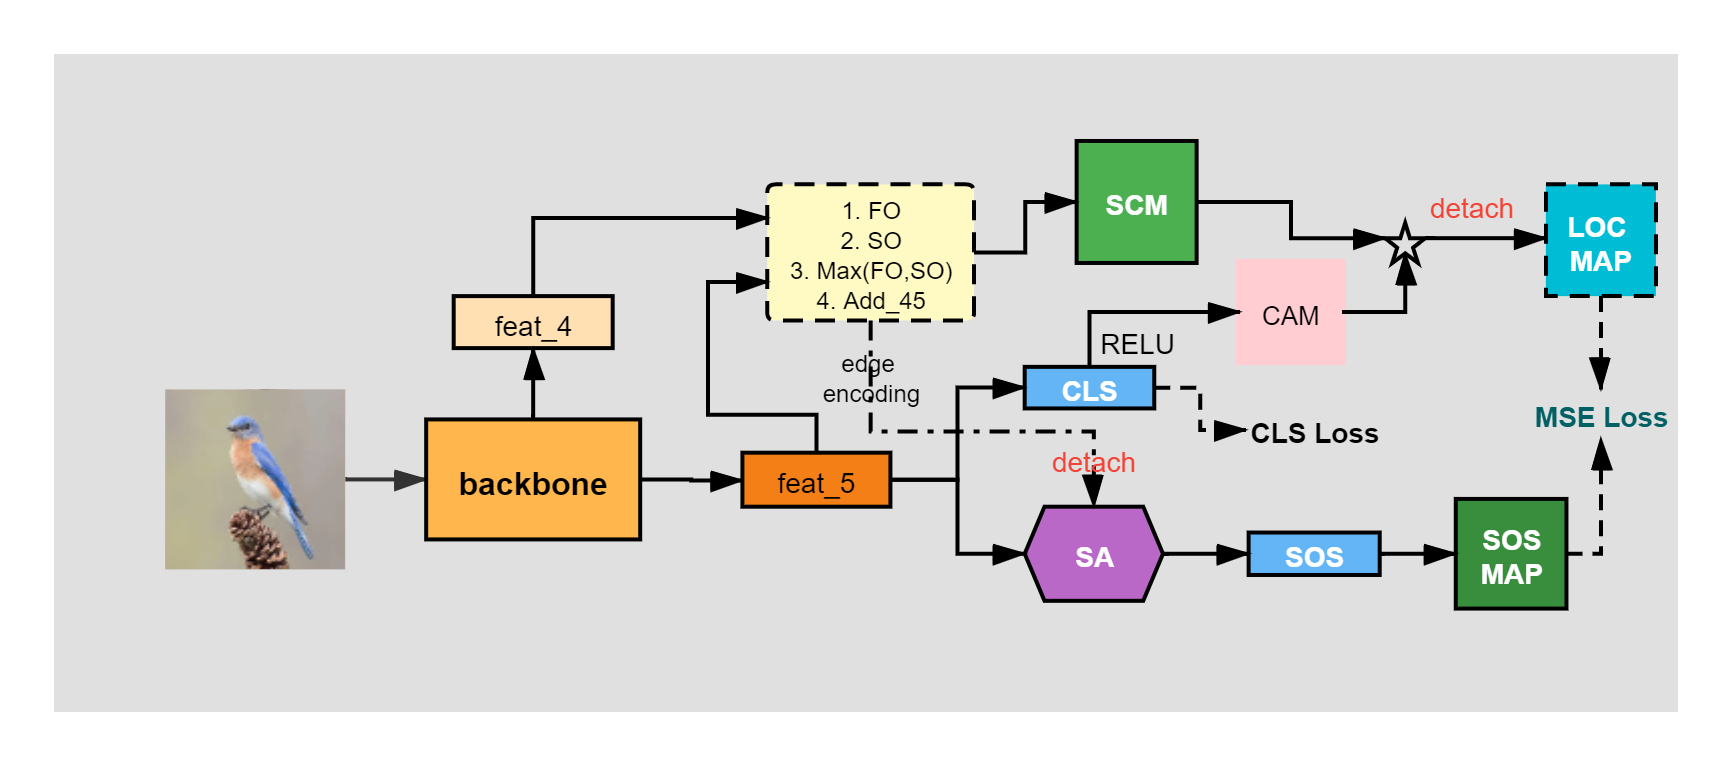 1. FO
2. SO
3. Max(FO,SO)
4. Add_45
SCM
detach
LOC
MAP
feat_4
edge
encoding
RELU
CAM
CLS
CLS Loss
MSE Loss
backbone
feat_5
detach
SA
SOS
SOS
MAP